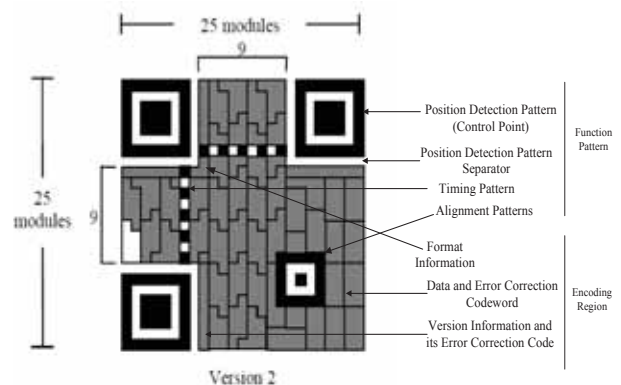 25 modules
9
Position Detection Pattern
(Control Point)
Function
Pattern
Position Detection Pattern
Separator
Timing Pattern
25
modules
9
Alignment Patterns
Format
Information
Data and Error Correction
Codeword
Encoding
Region
Version Information and
its Error Correction Code
Version 2